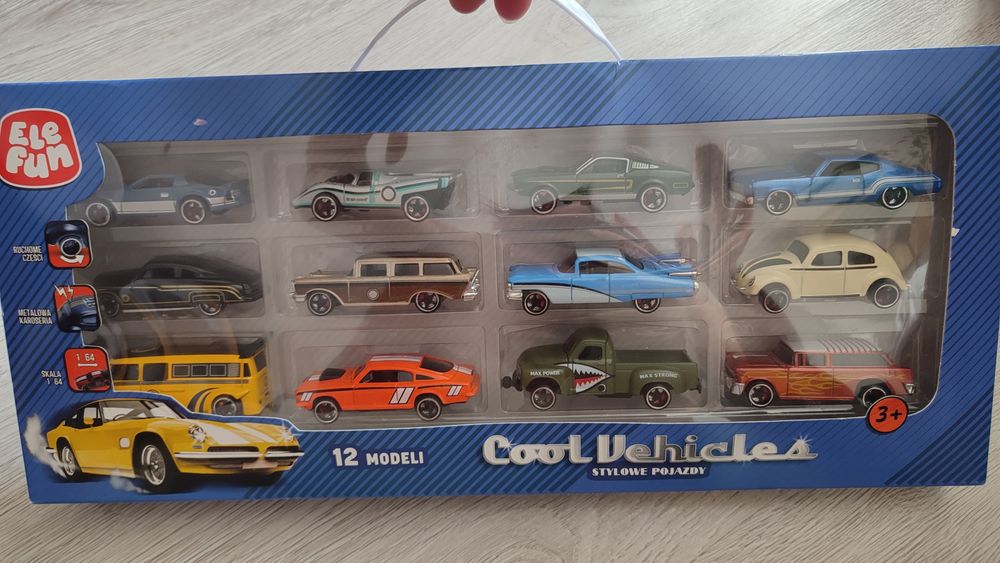 Ele
Fun
RUCHOME
CZĘŚCI
METALOWA
KAROSERIA
1 64
SKALA
1 64
MAX POWER
MAX STRONG
12 MODELI
Cool Vehicles
STYLOWE POJAZDY
3+